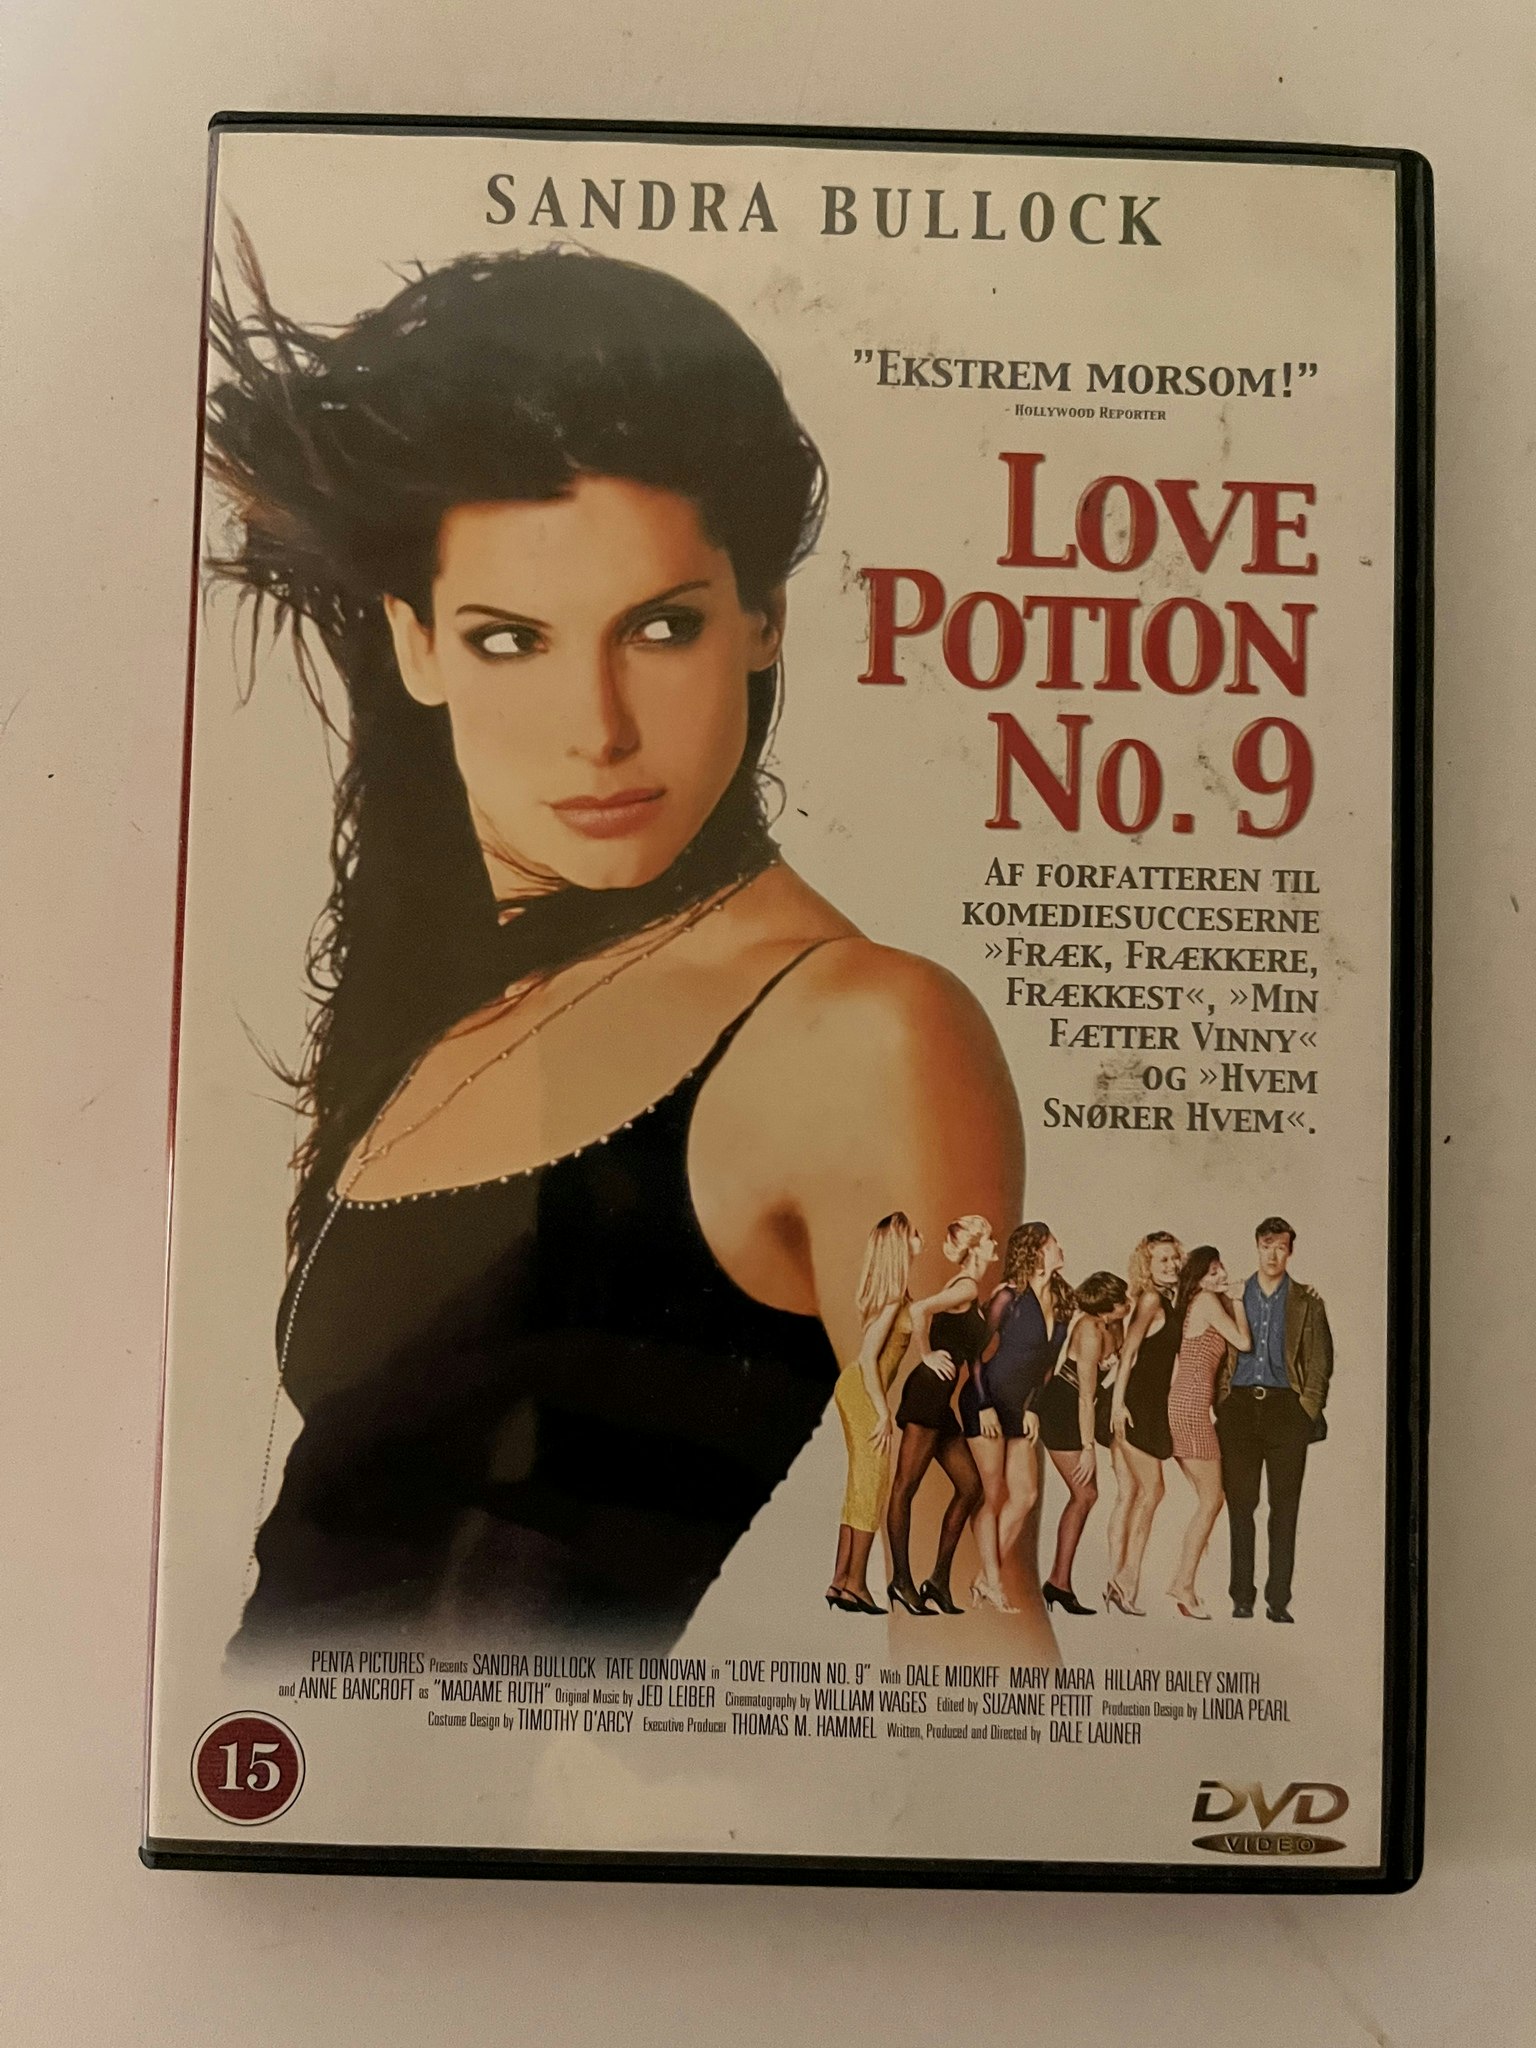 SANDRA BULLOCK
”EKSTREM MORSOM!”
- HOLLYWOOD REPORTER
LOVE
POTION
No. 9
AF FORFATTEREN TIL
KOMEDIESUCCESERNE
»FRÆK, FRÆKKERE,
FRÆKKEST«, »MIN
FÆTTER VINNY«
OG »HVEM
SNØRER HVEM«.
PENTA PICTURES Presents SANDRA BULLOCK TATE DONOVAN in "LOVE POTION NO. 9" With DALE MIDKIFF MARY MARA HILLARY BAILEY SMITH
and ANNE BANCROFT as "MADAME RUTH" Original Music by JED LEIBER Cinematography by WILLIAM WAGES Edited by SUZANNE PETTIT Production Design by LINDA PEARL
Costume Design by TIMOTHY D'ARCY Executive Producer THOMAS M. HAMMEL Written, Produced and Directed by DALE LAUNER
15
DVD
VIDEO